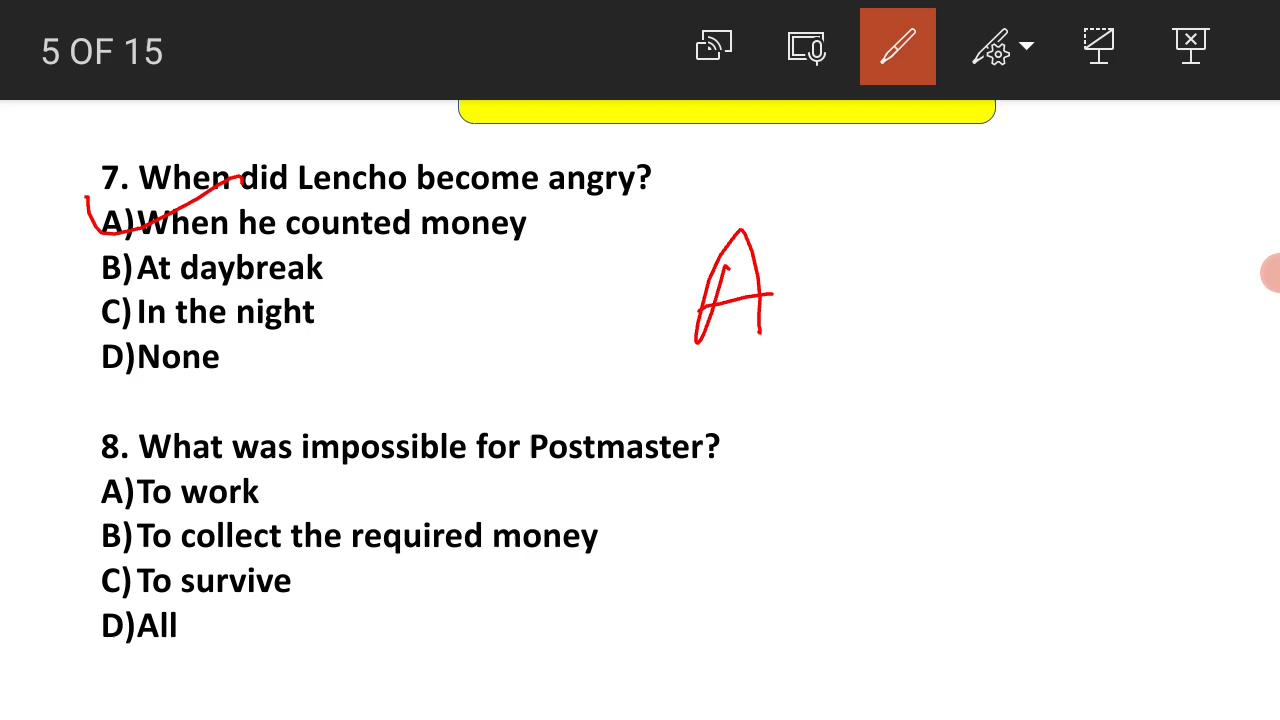 5 OF 15
7. When did Lencho become angry?
A) When he counted money
B) At daybreak
C) In the night
D) None
A
8. What was impossible for Postmaster?
A) To work
B) To collect the required money
C) To survive
D) All